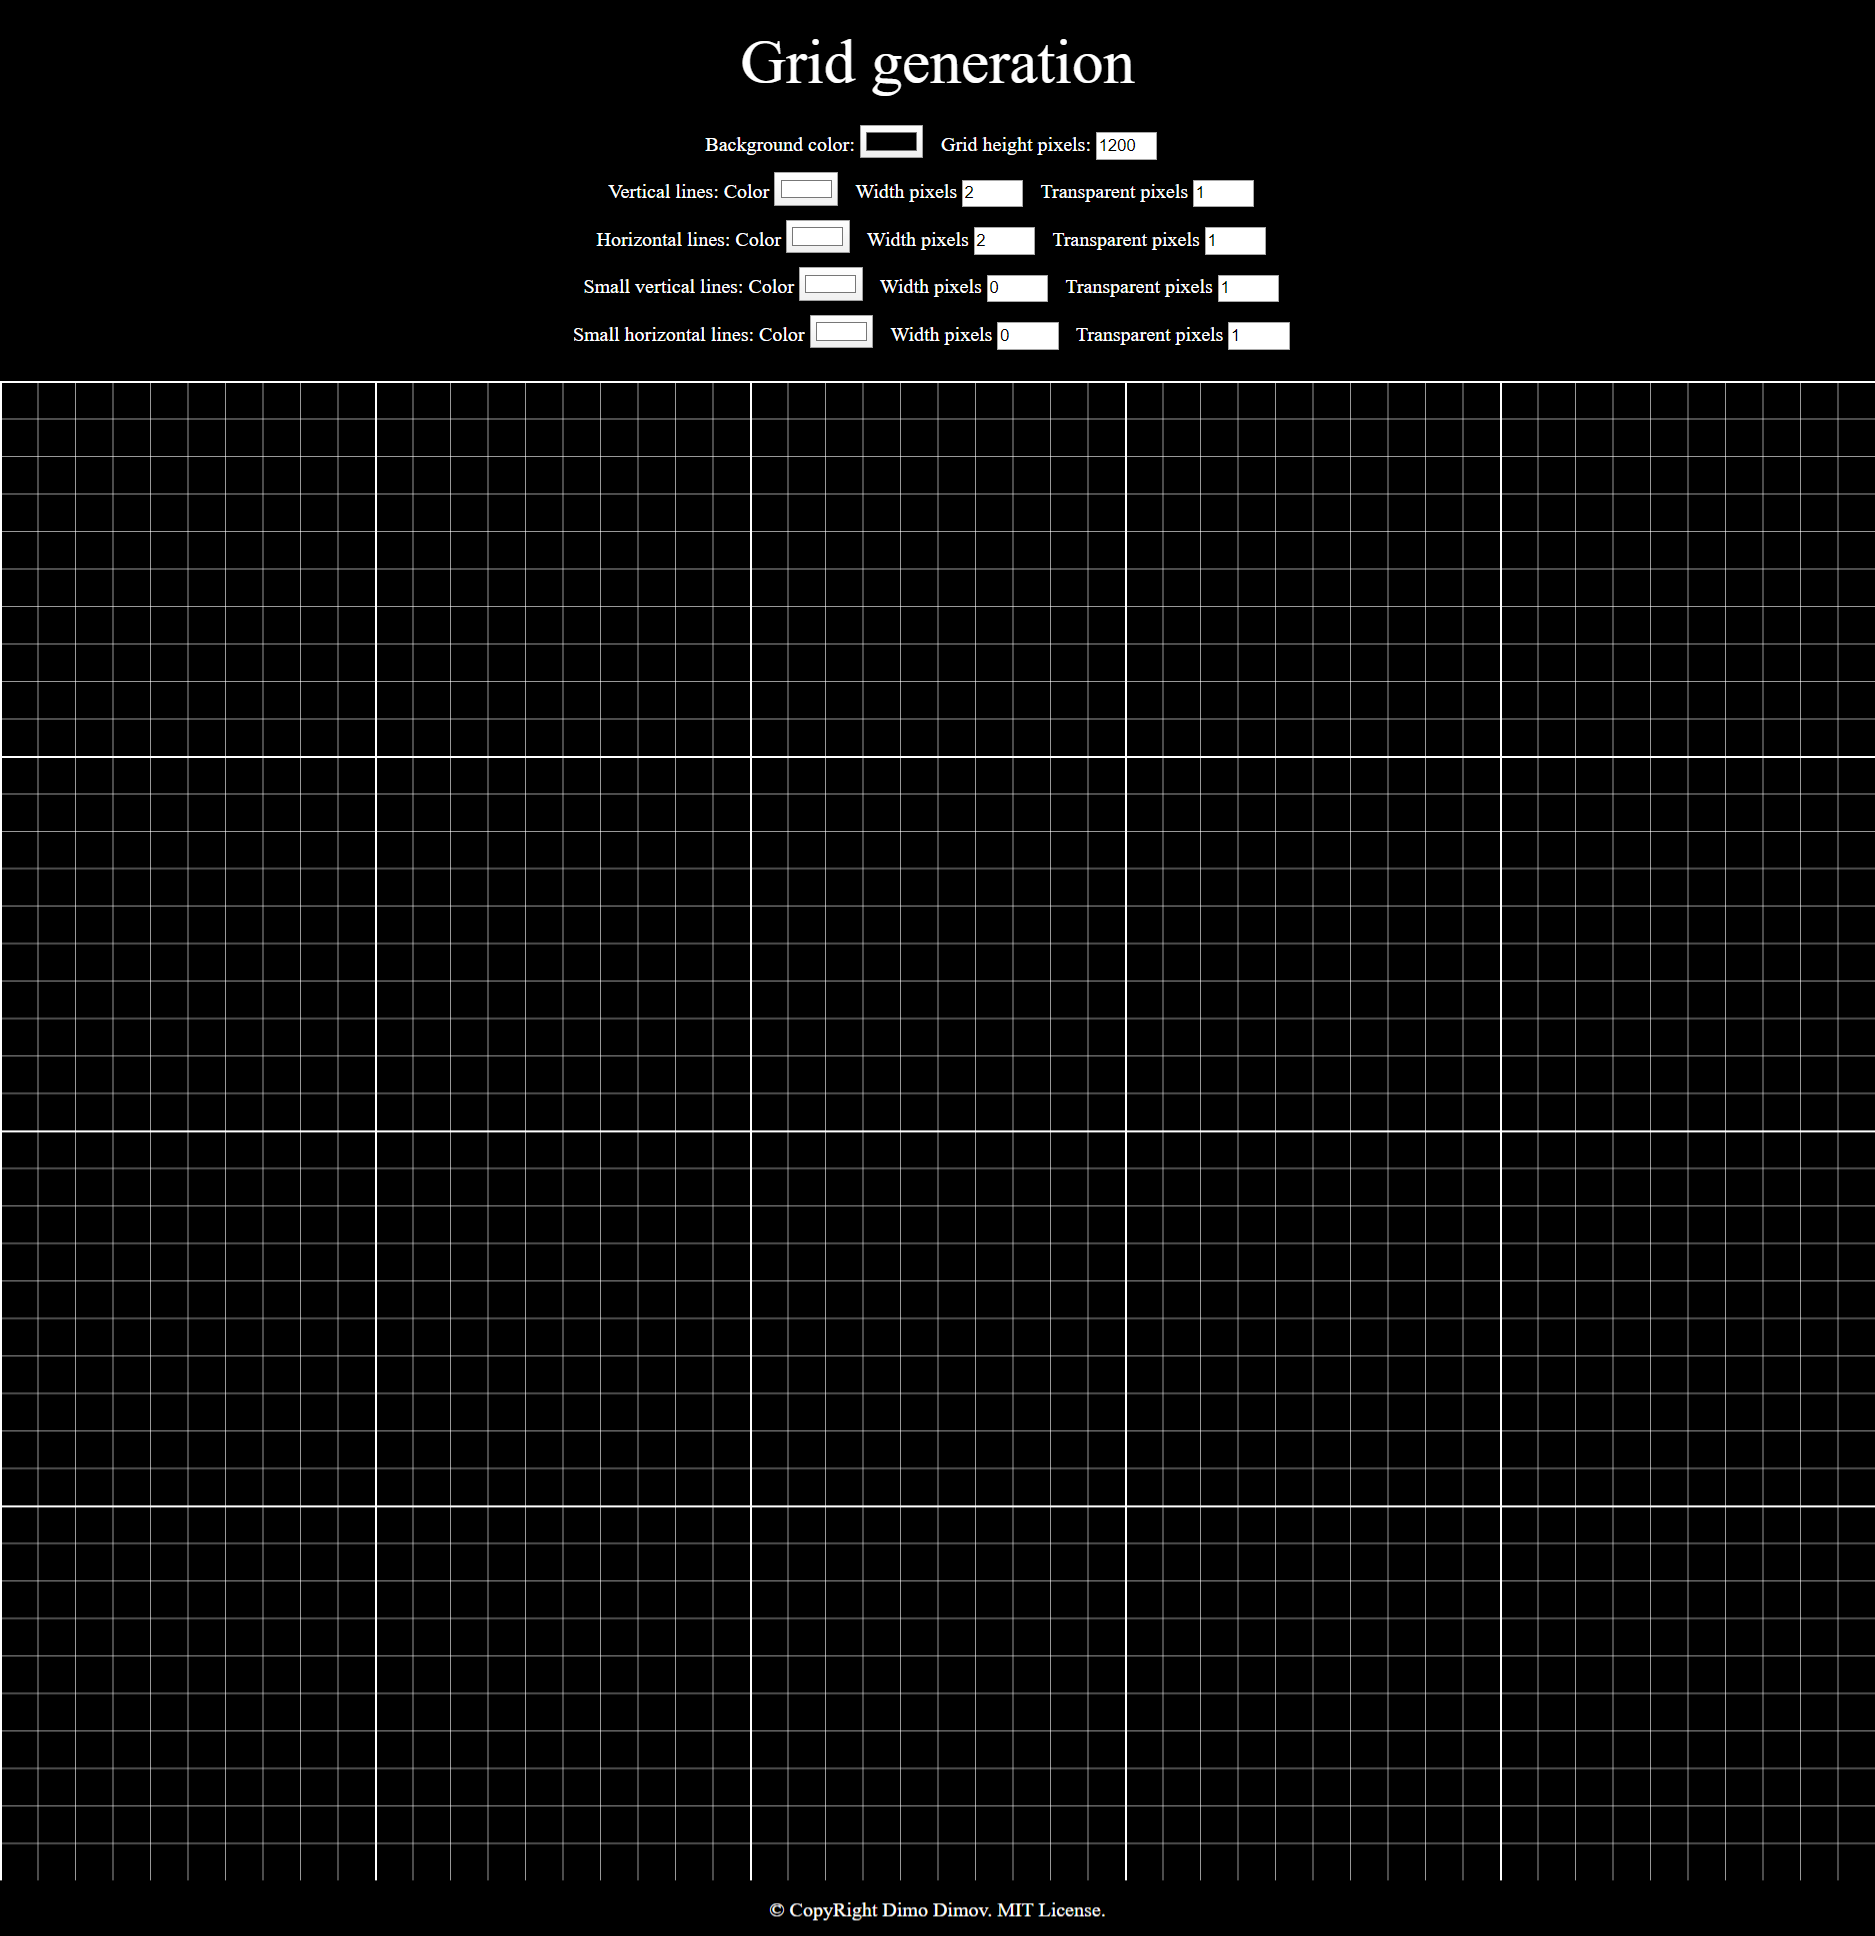 Grid generation
Background color: Grid height pixels: 1200
Vertical lines: Color Width pixels 2 Transparent pixels 1
Horizontal lines: Color Width pixels 2 Transparent pixels 1
Small vertical lines: Color Width pixels 0 Transparent pixels 1
Small horizontal lines: Color Width pixels 0 Transparent pixels 1
© CopyRight Dimo Dimov. MIT License.